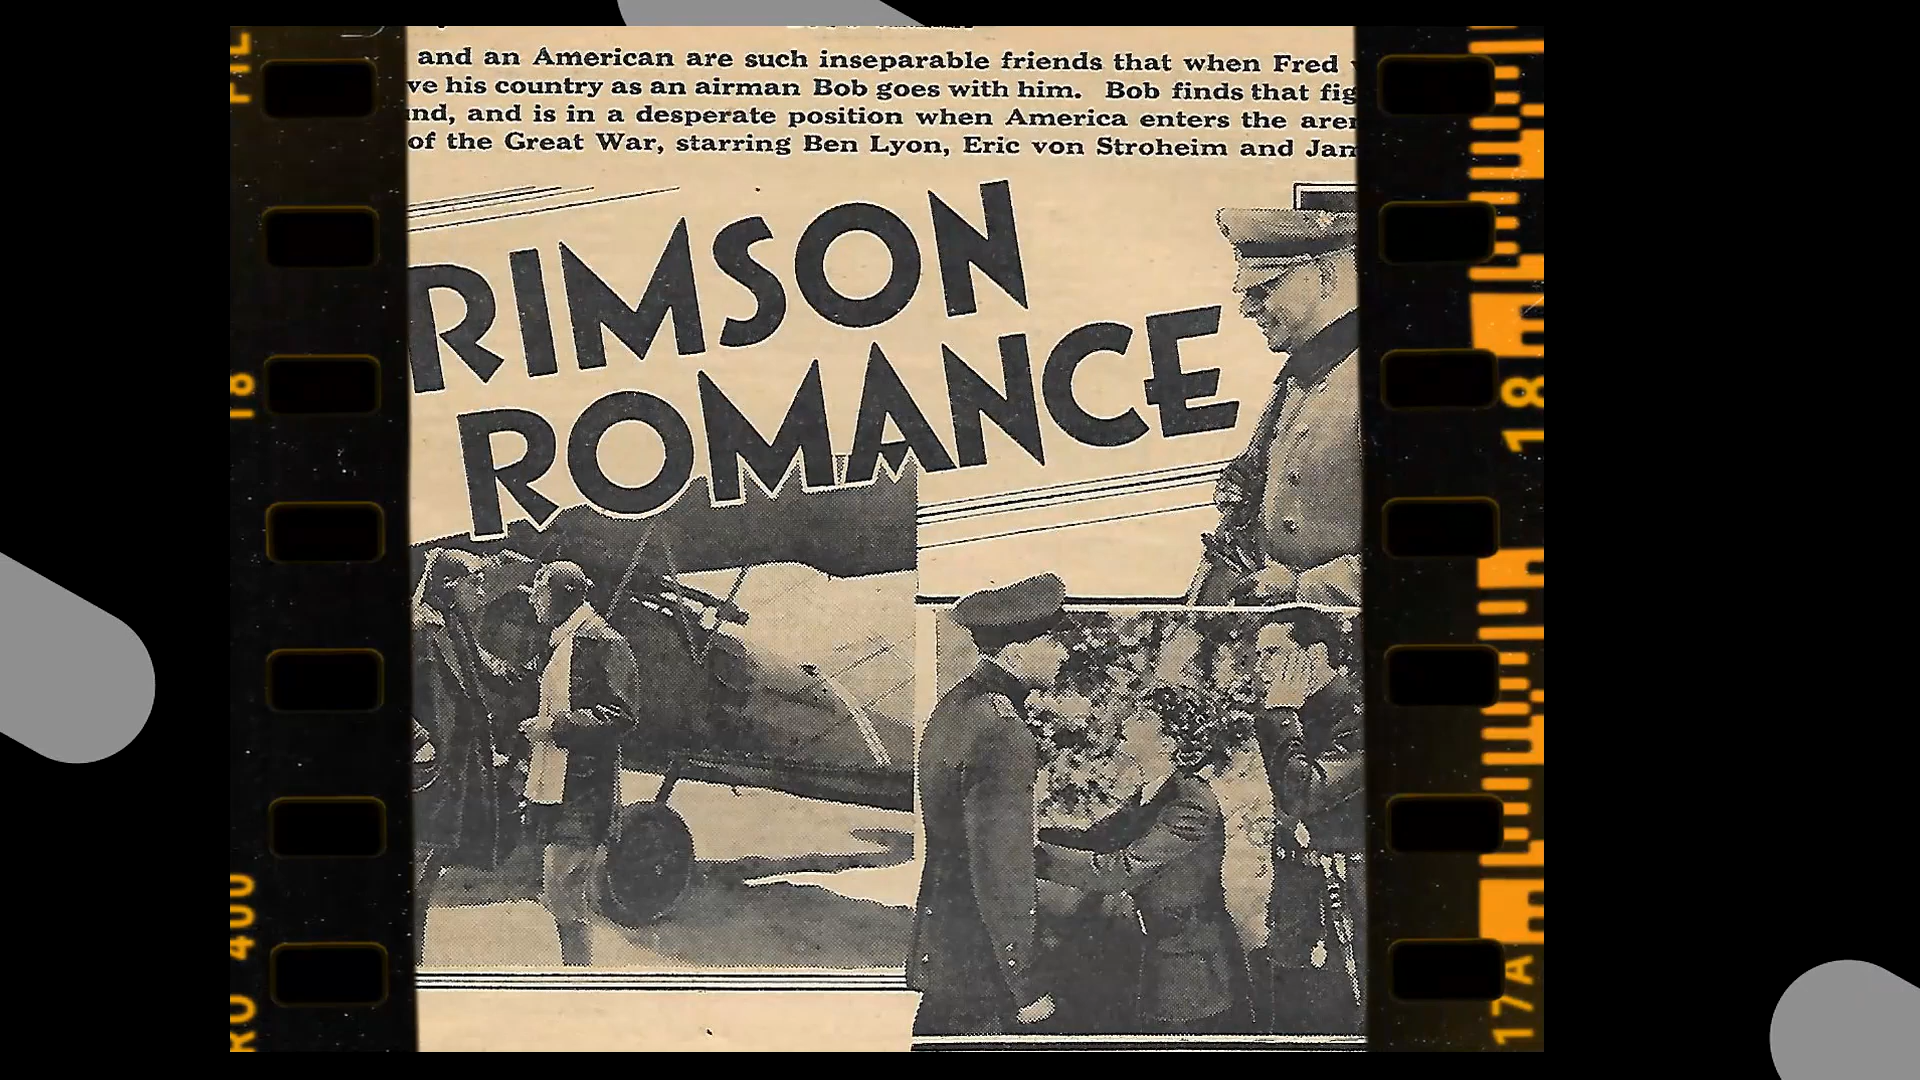 and an American are such inseparable friends that when Fred
ve his country as an airman Bob goes with him. Bob finds that fig
nd, and is in a desperate position when America enters the aren
of the Great War, starring Ben Lyon, Eric von Stroheim and Jam
RIMSON
ROMANCE
18
400
18
17A